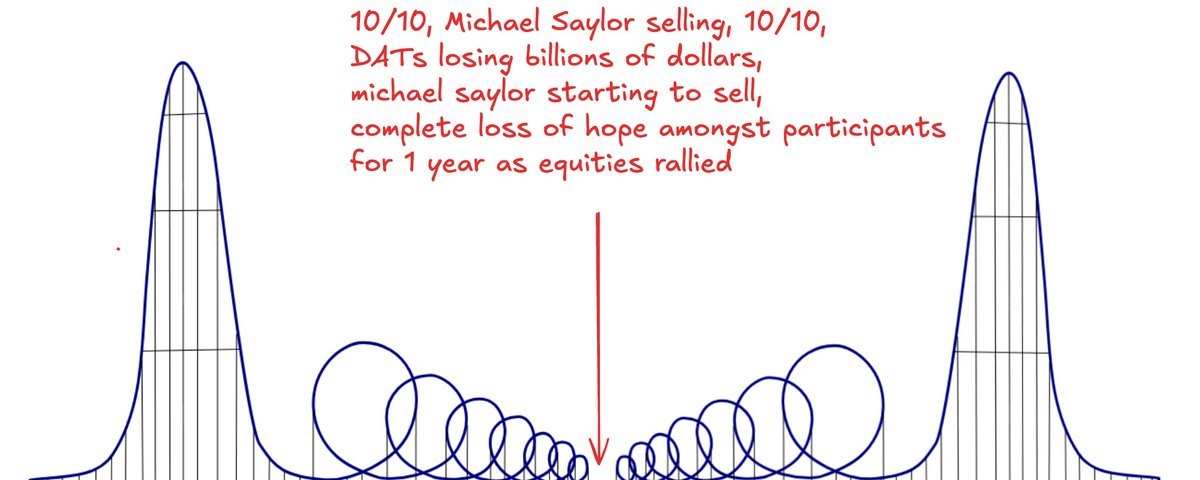 10/10, Michael Saylor selling, 10/10,
DATs losing billions of dollars,
michael saylor starting to sell,
complete loss of hope amongst participants
for 1 year as equities rallied